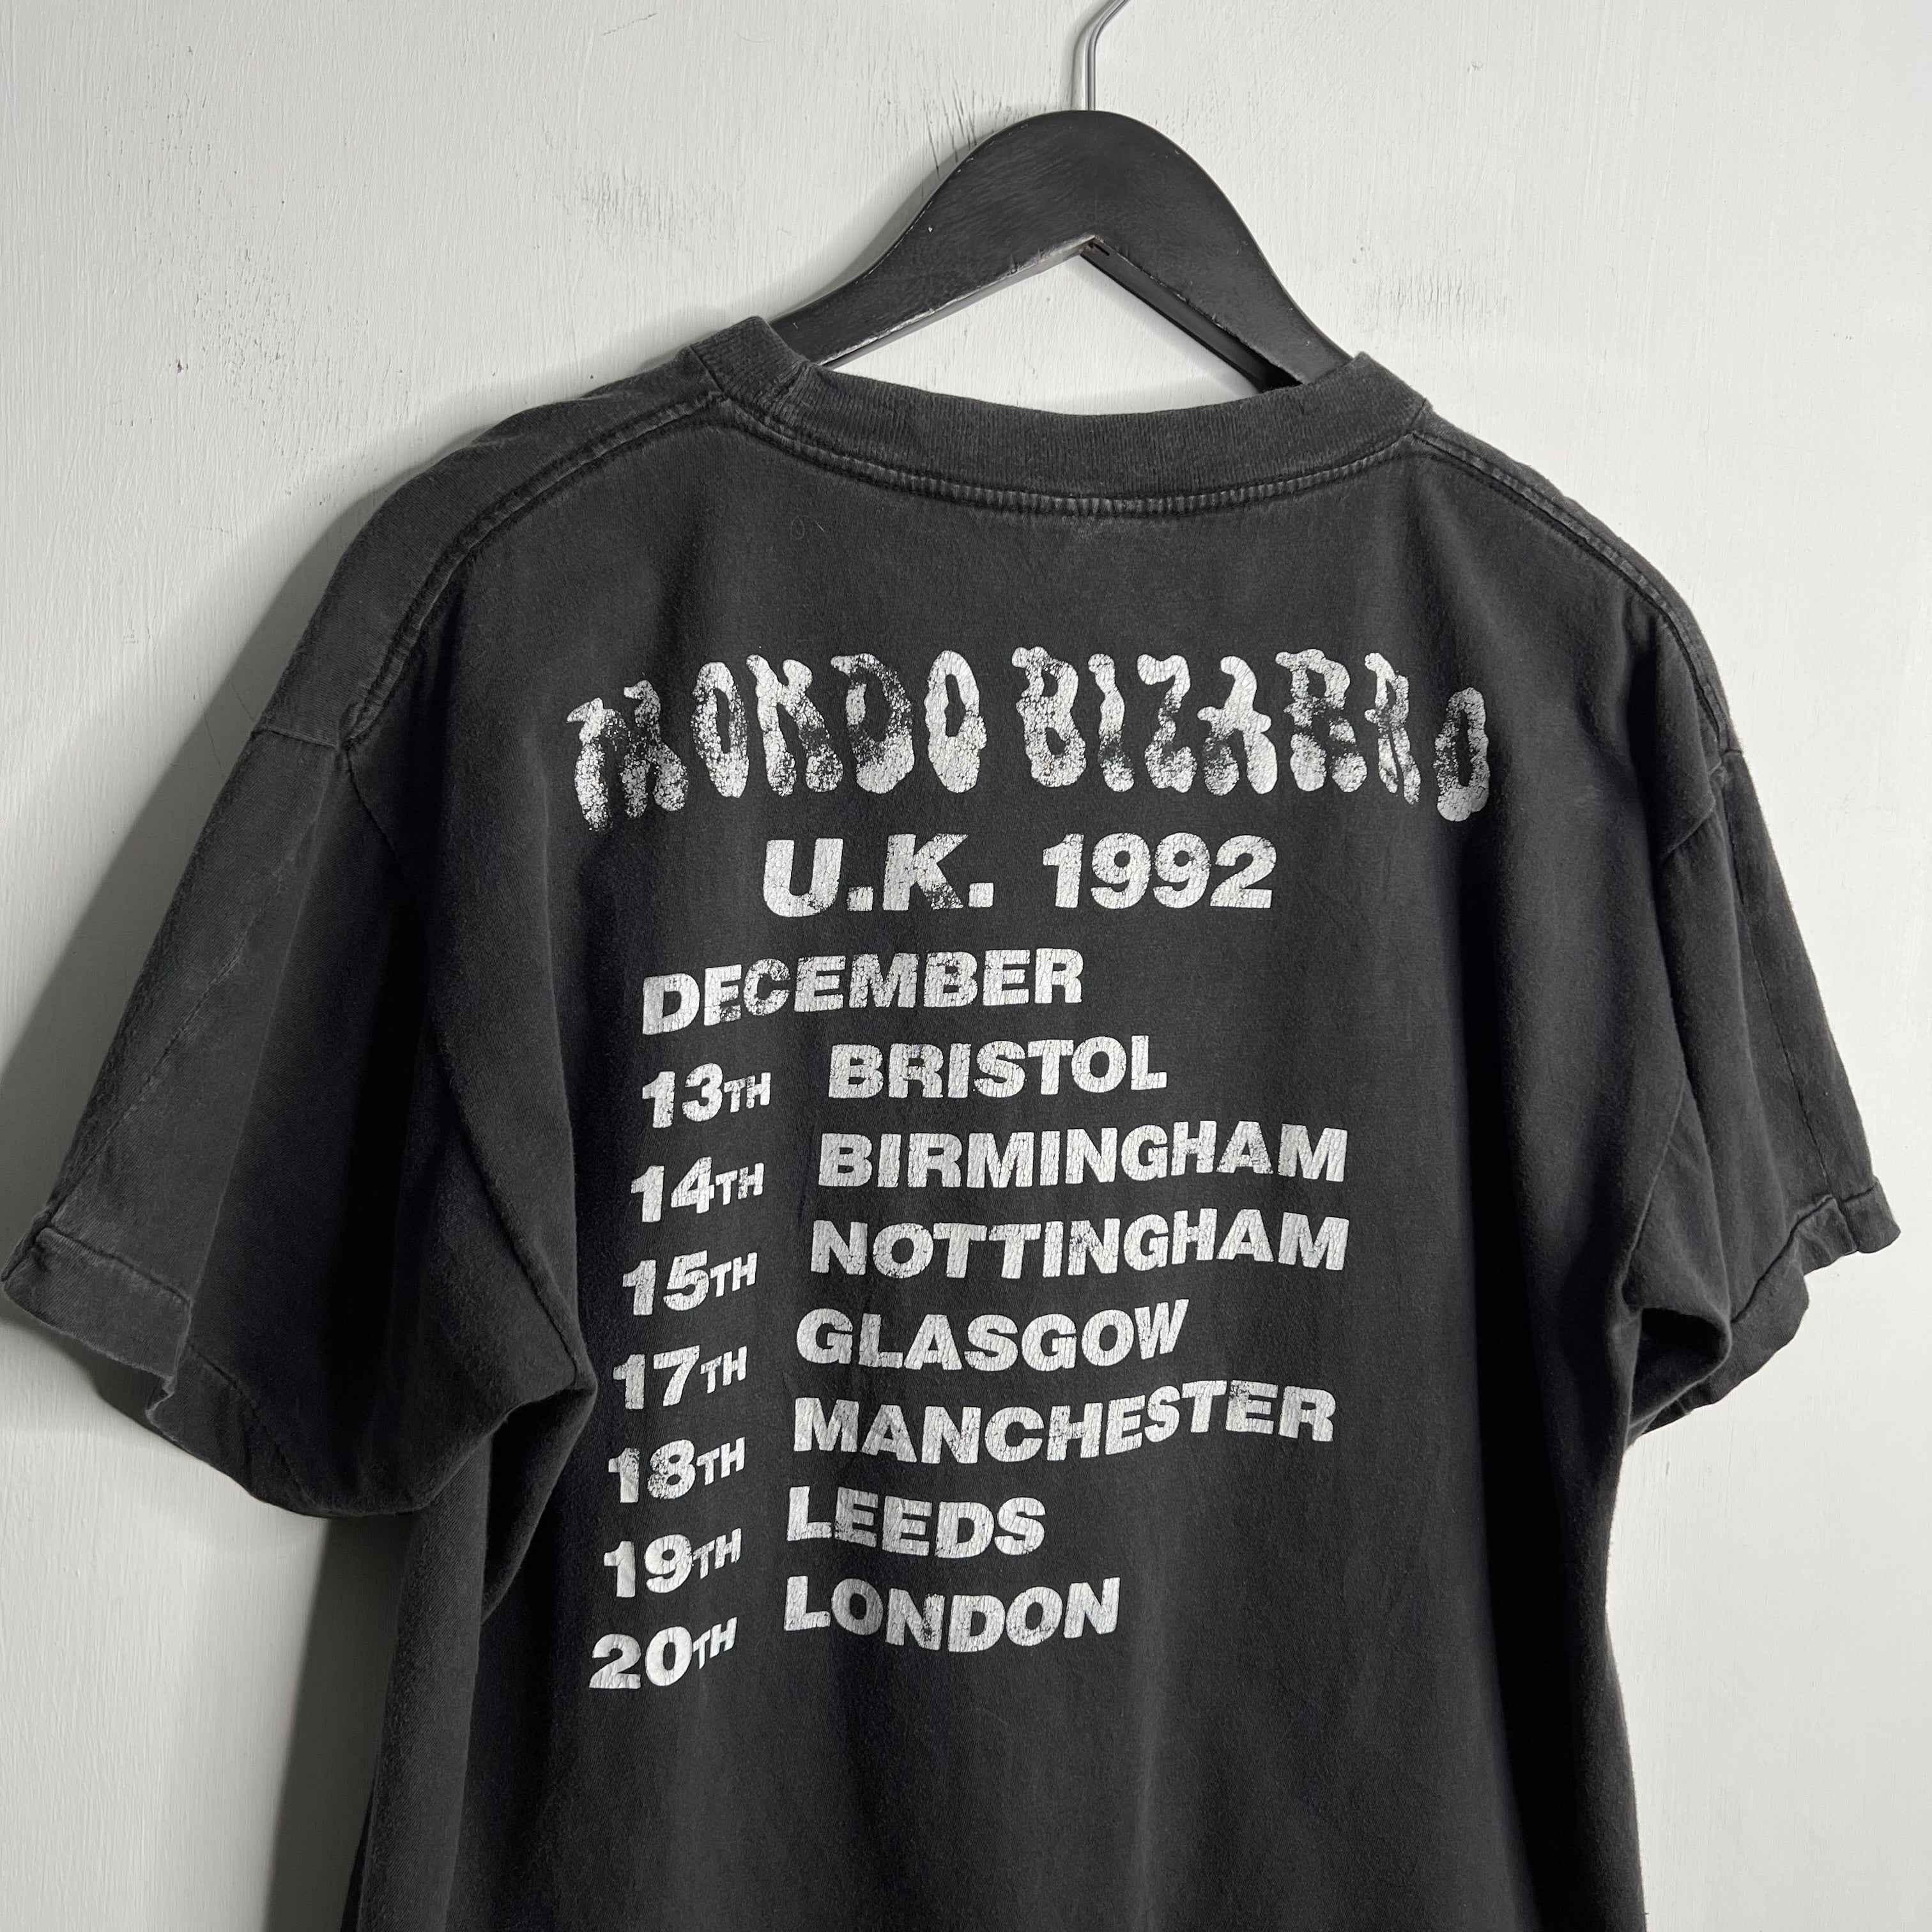 MONDO BIZARRO
U.K. 1992
DECEMBER
13TH BRISTOL
14TH BIRMINGHAM
15TH NOTTINGHAM
17TH GLASGOW
18TH MANCHESTER
19TH LEEDS
20TH LONDON